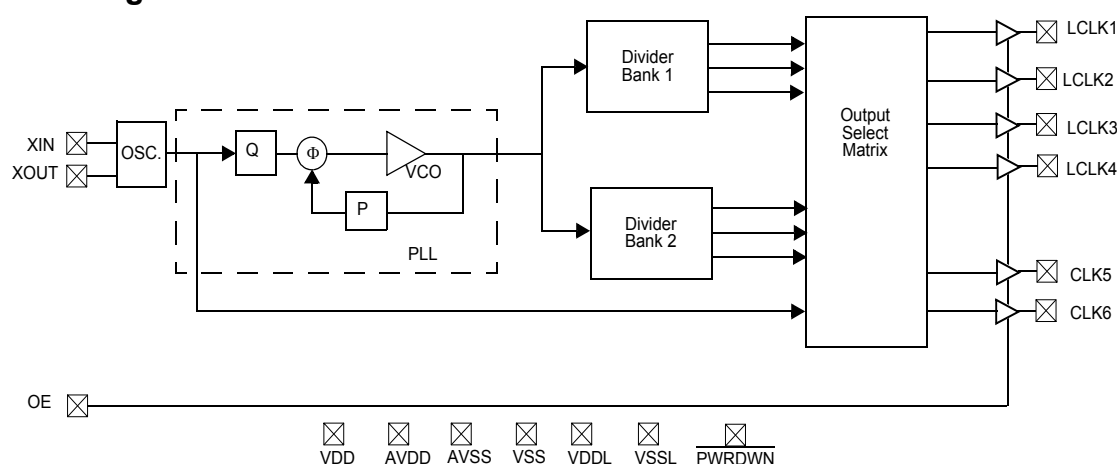 XIN
XOUT
OSC.
Q
Φ
VCO
P
PLL
Divider
Bank 1
Divider
Bank 2
Output
Select
Matrix
LCLK1
LCLK2
LCLK3
LCLK4
CLK5
CLK6
OE
VDD AVDD AVSS VSS VDDL VSSL PWRDWN